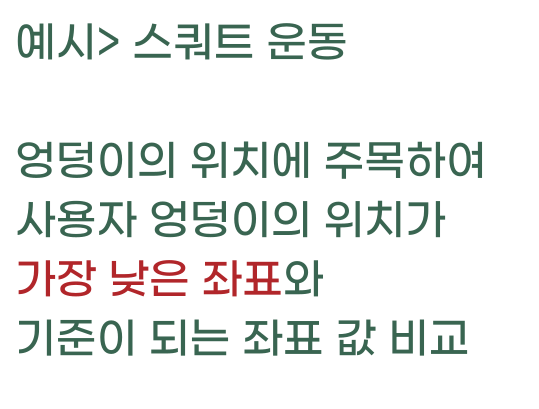 예시> 스쿼트 운동
엉덩이의 위치에 주목하여
사용자 엉덩이의 위치가
가장 낮은 좌표와
기준이 되는 좌표 값 비교